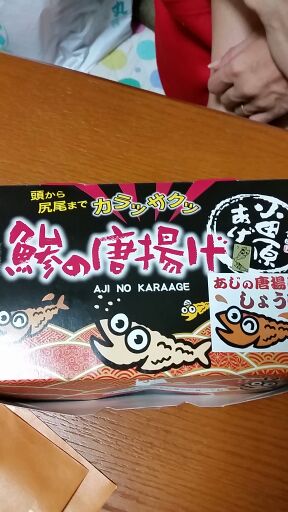 頭から
尻尾まで
カラッサクッ
鯵の唐揚げ
AJI NO KARAAGE
小田原
あげ
あじの唐揚
しょう